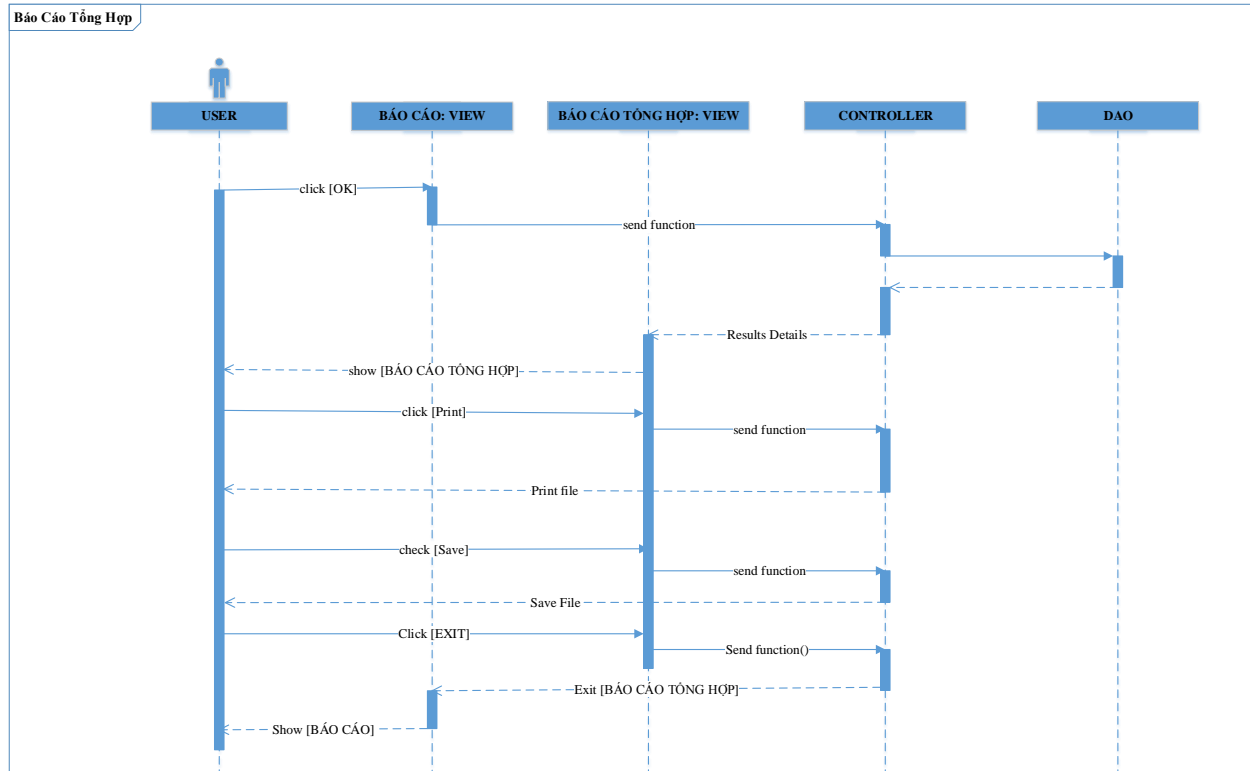 Báo Cáo Tổng Hợp
USER
BÁO CÁO: VIEW
BÁO CÁO TỔNG HỢP: VIEW
CONTROLLER
DAO
click [OK]
send function
Results Details
show [BÁO CÁO TỔNG HỢP]
click [Print]
send function
Print file
check [Save]
send function
Save File
Click [EXIT]
Send function()
Exit [BÁO CÁO TỔNG HỢP]
Show [BÁO CÁO]